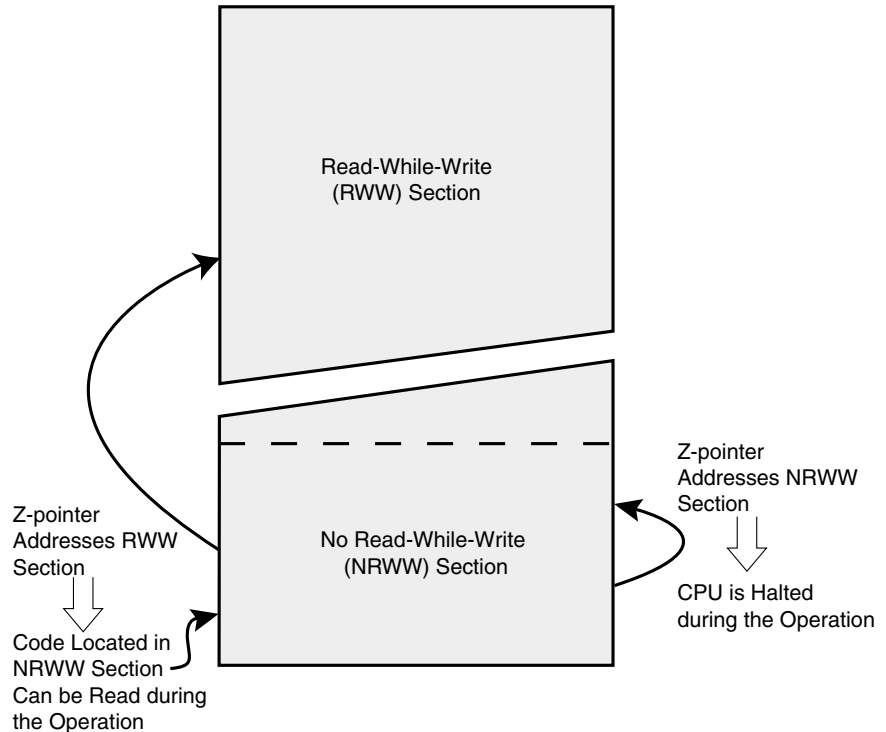 Read-While-Write
(RWW) Section
Z-pointer
Addresses NRWW
Section
Z-pointer
Addresses RWW
Section
No Read-While-Write
(NRWW) Section
CPU is Halted
during the Operation
Code Located in
NRWW Section
Can be Read during
the Operation